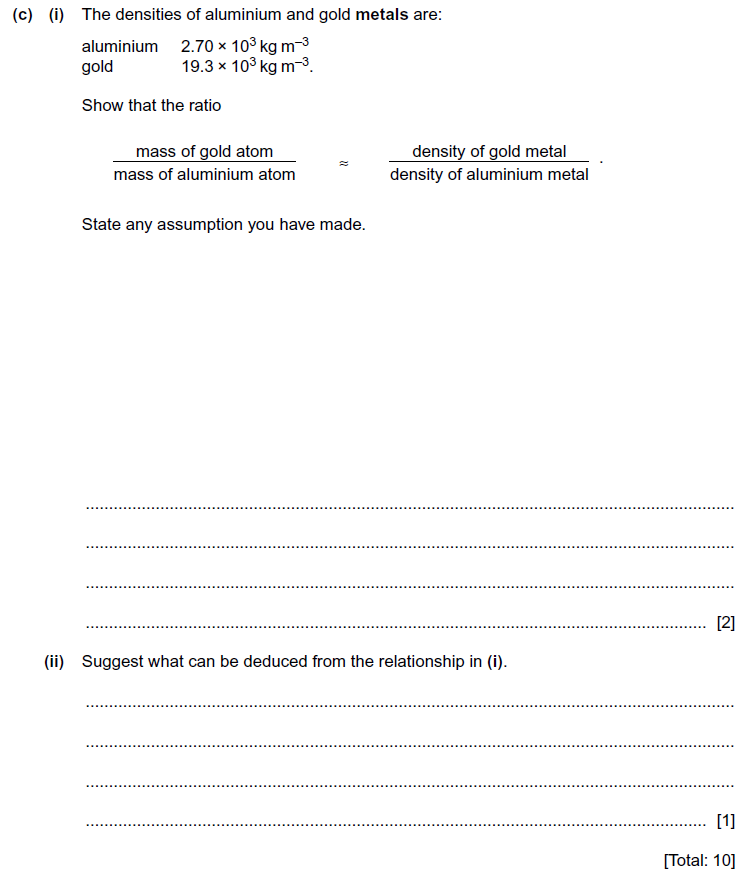 (c) (i) The densities of aluminium and gold metals are:
aluminium 2.70 × 10³ kg m⁻³
gold 19.3 × 10³ kg m⁻³.
Show that the ratio
mass of gold atom ≈ density of gold metal .
mass of aluminium atom density of aluminium metal
State any assumption you have made.
..........................................................................................................................................
..........................................................................................................................................
..........................................................................................................................................
.................................................................................................................................... [2]
(ii) Suggest what can be deduced from the relationship in (i).
..........................................................................................................................................
..........................................................................................................................................
..........................................................................................................................................
.................................................................................................................................... [1]
[Total: 10]